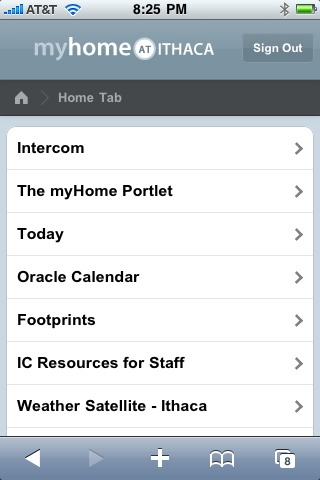 AT&T 8:25 PM
myhome AT ITHACA Sign Out
Home Tab
Intercom
The myHome Portlet
Today
Oracle Calendar
Footprints
IC Resources for Staff
Weather Satellite - Ithaca
8